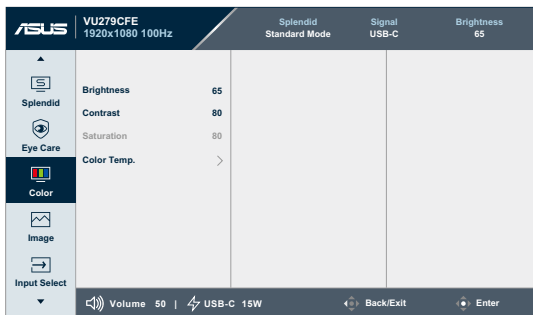 ASUS
VU279CFE
1920x1080 100Hz
Splendid
Standard Mode
Signal
USB-C
Brightness
65
Splendid
Eye Care
Color
Image
Input Select
Brightness 65
Contrast 80
Saturation 80
Color Temp.
Volume 50 | USB-C 15W
Back/Exit
Enter